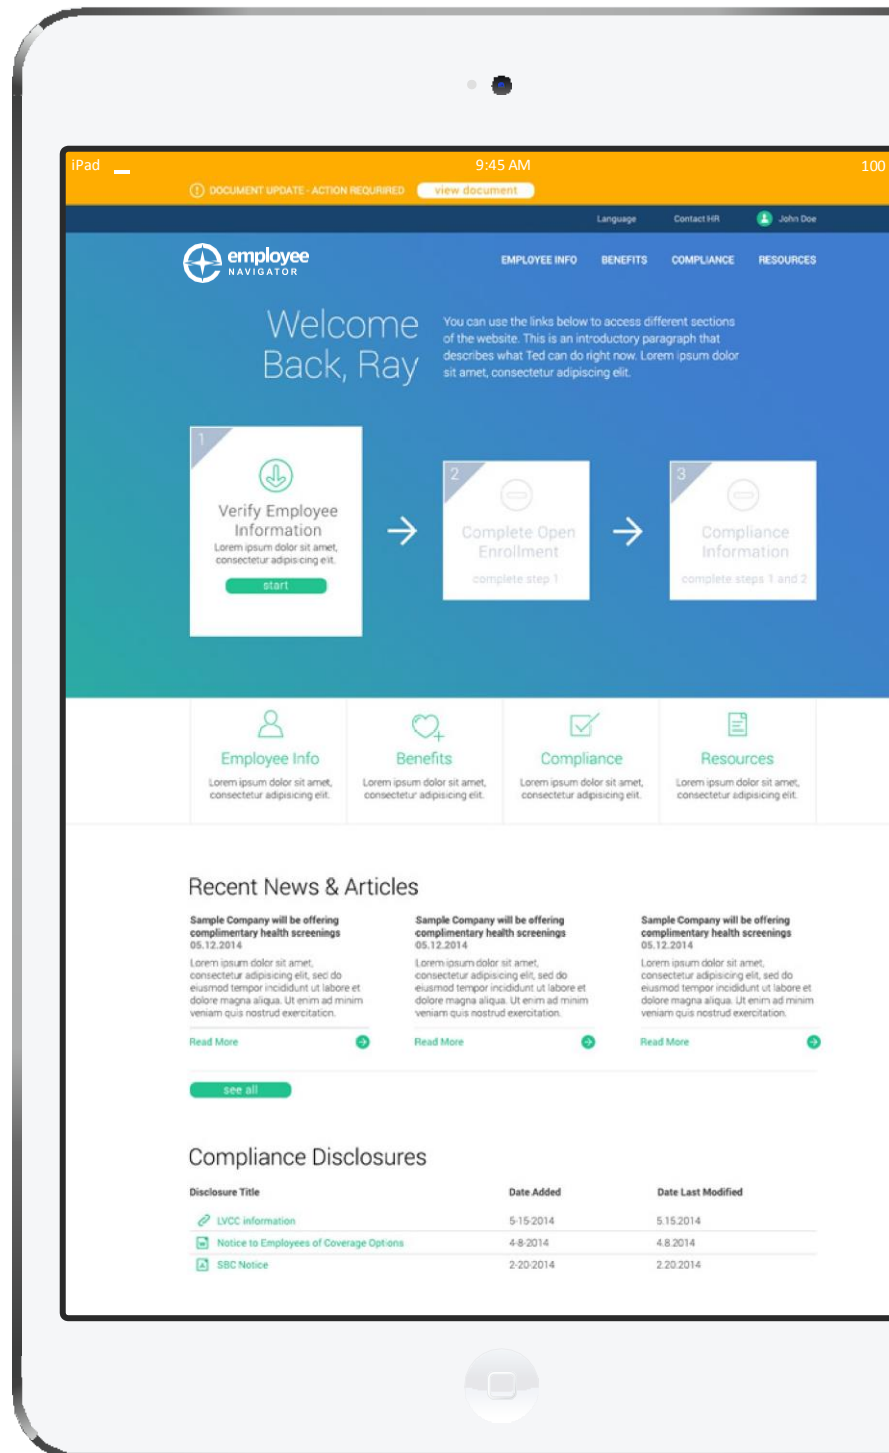 iPad
9:45 AM
100
DOCUMENT UPDATE - ACTION REQURIRED
view document
Language
Contact HR
John Doe
employee
NAVIGATOR
EMPLOYEE INFO
BENEFITS
COMPLIANCE
RESOURCES
Welcome
Back, Ray
You can use the links below to access different sections
of the website. This is an introductory paragraph that
describes what Ted can do right now. Lorem ipsum dolor
sit amet, consectetur adipiscing elit.
1
Verify Employee
Information
Lorem ipsum dolor sit amet,
consectetur adipisicing elit.
start
2
Complete Open
Enrollment
complete step 1
3
Compliance
Information
complete steps 1 and 2
Employee Info
Lorem ipsum dolor sit amet,
consectetur adipisicing elit.
Benefits
Lorem ipsum dolor sit amet,
consectetur adipisicing elit.
Compliance
Lorem ipsum dolor sit amet,
consectetur adipisicing elit.
Resources
Lorem ipsum dolor sit amet,
consectetur adipisicing elit.
Recent News & Articles
Sample Company will be offering
complimentary health screenings
05.12.2014
Lorem ipsum dolor sit amet,
consectetur adipisicing elit, sed do
eiusmod tempor incididunt ut labore et
dolore magna aliqua. Ut enim ad minim
veniam quis nostrud exercitation.
Read More
Sample Company will be offering
complimentary health screenings
05.12.2014
Lorem ipsum dolor sit amet,
consectetur adipisicing elit, sed do
eiusmod tempor incididunt ut labore et
dolore magna aliqua. Ut enim ad minim
veniam quis nostrud exercitation.
Read More
Sample Company will be offering
complimentary health screenings
05.12.2014
Lorem ipsum dolor sit amet,
consectetur adipisicing elit, sed do
eiusmod tempor incididunt ut labore et
dolore magna aliqua. Ut enim ad minim
veniam quis nostrud exercitation.
Read More
see all
Compliance Disclosures
Disclosure Title Date Added Date Last Modified
LVCC information 5-15-2014 5.15.2014
Notice to Employees of Coverage Options 4-8-2014 4.8.2014
SBC Notice 2-20-2014 2.20.2014